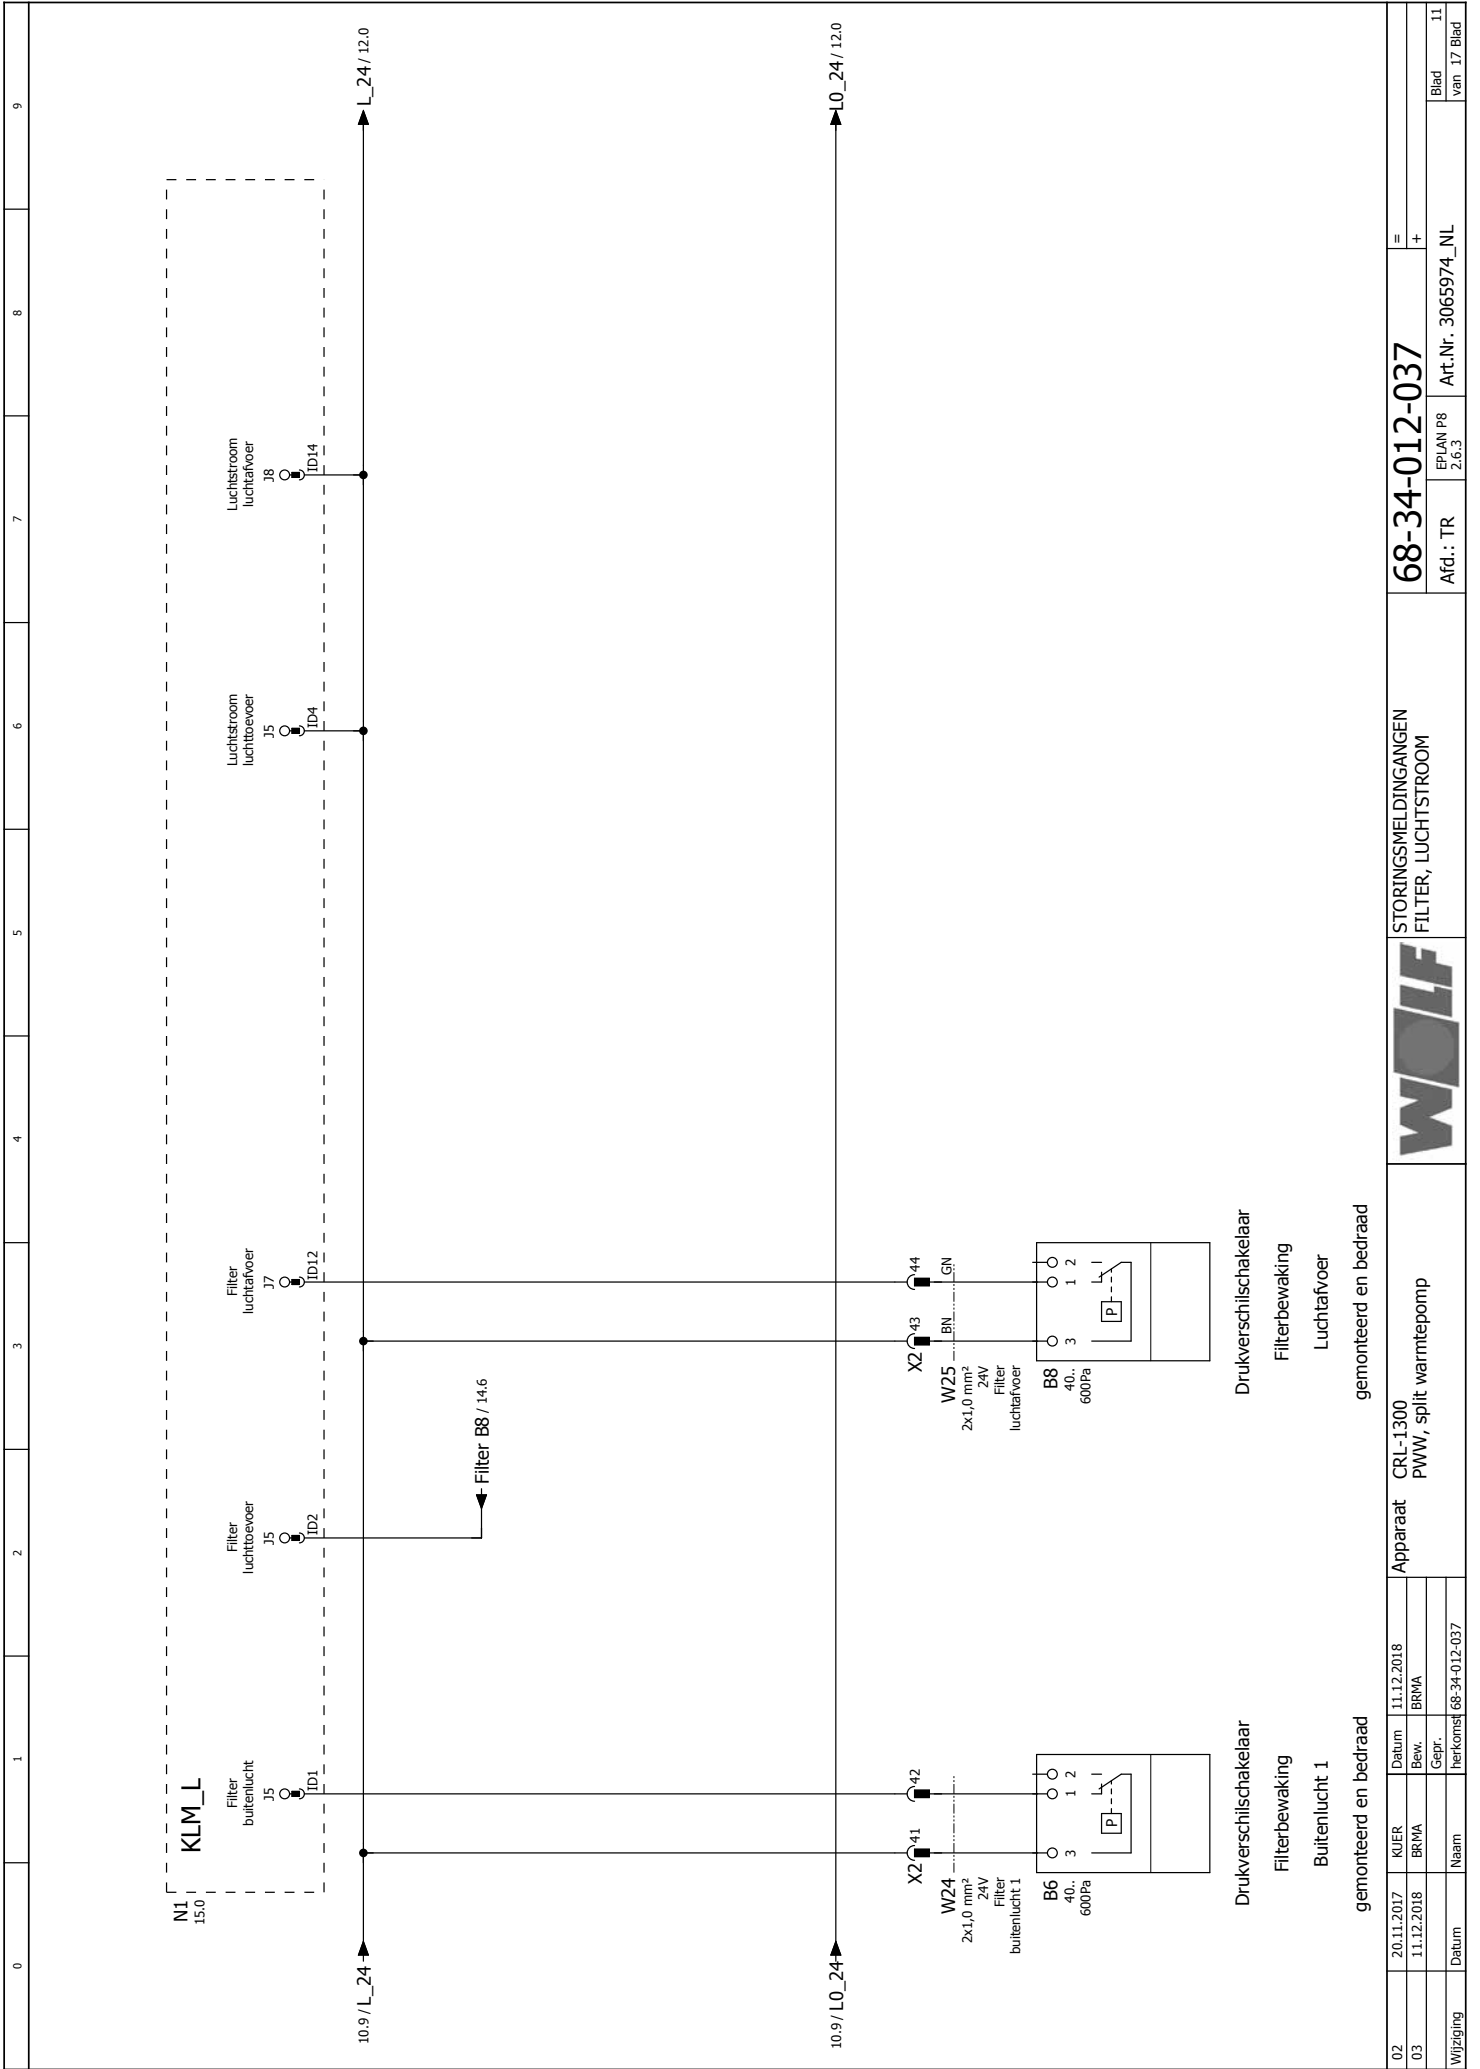 0 1 2 3 4 5 6 7 8 9
N1
15.0
KLM_L
Filter
buitenlucht
J5
ID1
Filter
luchttoevoer
J5
ID2
Filter
luchtafvoer
J7
ID12
Luchtstroom
luchttoevoer
J5
ID4
Luchtstroom
luchtafvoer
J8
ID14
10.9 / L_24
L_24 / 12.0
Filter B8 / 14.6
10.9 / L0_24
L0_24 / 12.0
X2 41 42
W24
2x1,0 mm²
24V
Filter
buitenlucht 1
B6
40..
600Pa
3 1 2
P
Drukverschilschakelaar
Filterbewaking
Buitenlucht 1
gemonteerd en bedraad
X2 43 44
W25 BN GN
2x1,0 mm²
24V
Filter
luchtafvoer
B8
40..
600Pa
3 1 2
P
Drukverschilschakelaar
Filterbewaking
Luchtafvoer
gemonteerd en bedraad
02 20.11.2017 KUER Datum 11.12.2018
03 11.12.2018 BRMA Bew. BRMA
Gepr.
Wijziging Datum Naam herkomst 68-34-012-037
Apparaat CRL-1300
PWW, split warmtepomp
WOLF
STORINGSMELDINGANGEN
FILTER, LUCHTSTROOM
68-34-012-037
=
+
Afd.: TR
EPLAN P8
2.6.3
Art.Nr. 3065974_NL
Blad 11
van 17 Blad